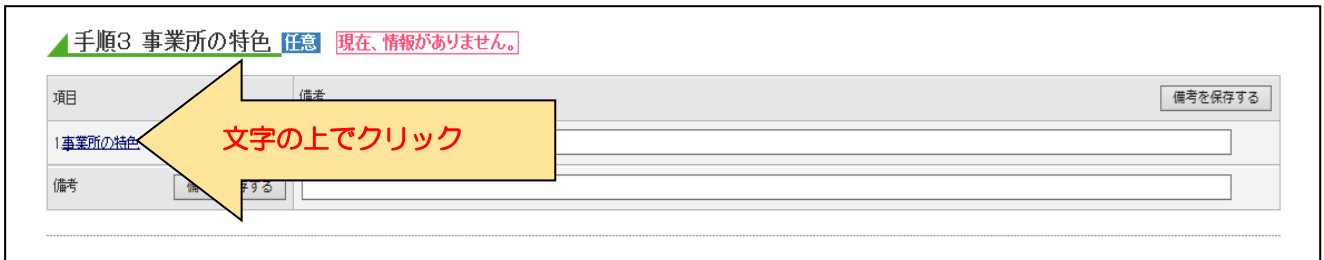 手順3 事業所の特色 任意 現在、情報がありません。
項目 備考 備考を保存する
1事業所の特色
文字の上でクリック
備考 備 存する